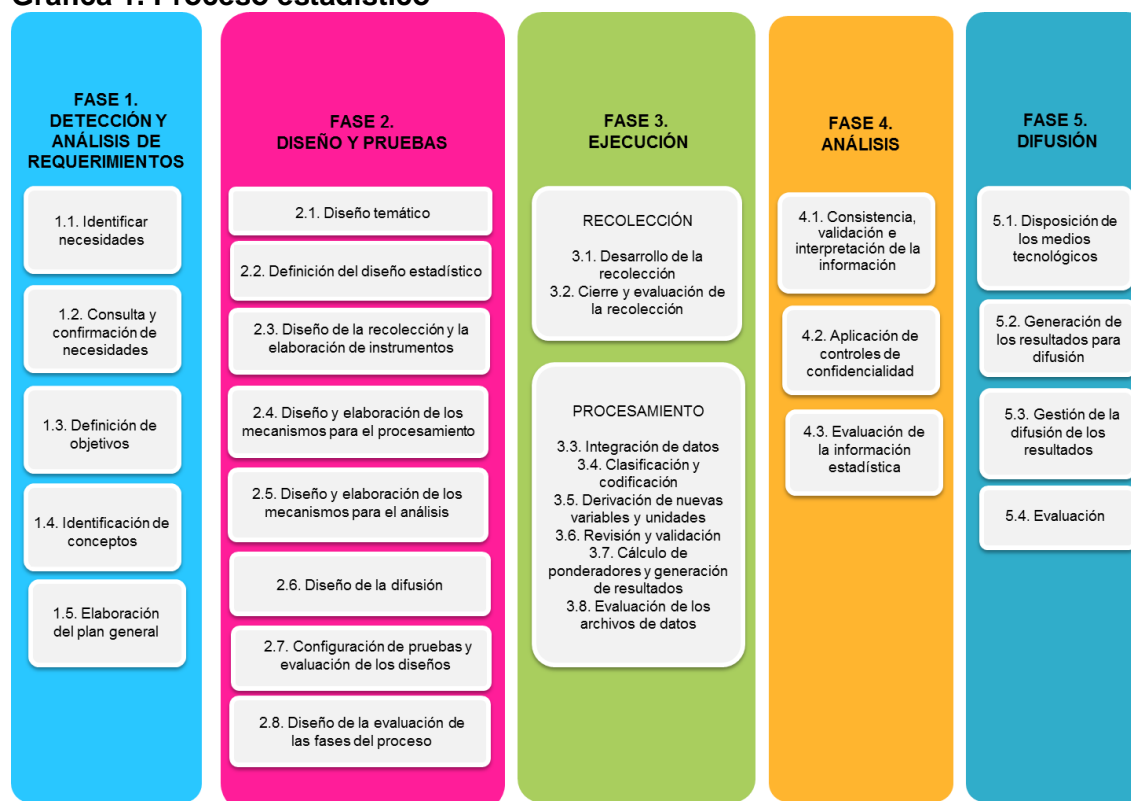 Gráfica 1. Proceso estadístico
FASE 1.
DETECCIÓN Y
ANÁLISIS DE
REQUERIMIENTOS
1.1. Identificar
necesidades
1.2. Consulta y
confirmación de
necesidades
1.3. Definición de
objetivos
1.4. Identificación de
conceptos
1.5. Elaboración
del plan general
FASE 2.
DISEÑO Y PRUEBAS
2.1. Diseño temático
2.2. Definición del diseño estadístico
2.3. Diseño de la recolección y la
elaboración de instrumentos
2.4. Diseño y elaboración de los
mecanismos para el procesamiento
2.5. Diseño y elaboración de los
mecanismos para el análisis
2.6. Diseño de la difusión
2.7. Configuración de pruebas y
evaluación de los diseños
2.8. Diseño de la evaluación de
las fases del proceso
FASE 3.
EJECUCIÓN
RECOLECCIÓN
3.1. Desarrollo de la
recolección
3.2. Cierre y evaluación de
la recolección
PROCESAMIENTO
3.3. Integración de datos
3.4. Clasificación y
codificación
3.5. Derivación de nuevas
variables y unidades
3.6. Revisión y validación
3.7. Cálculo de
ponderadores y generación
de resultados
3.8. Evaluación de los
archivos de datos
FASE 4.
ANÁLISIS
4.1. Consistencia,
validación e
interpretación de la
información
4.2. Aplicación de
controles de
confidencialidad
4.3. Evaluación de
la información
estadística
FASE 5.
DIFUSIÓN
5.1. Disposición de
los medios
tecnológicos
5.2. Generación de
los resultados para
difusión
5.3. Gestión de la
difusión de los
resultados
5.4. Evaluación